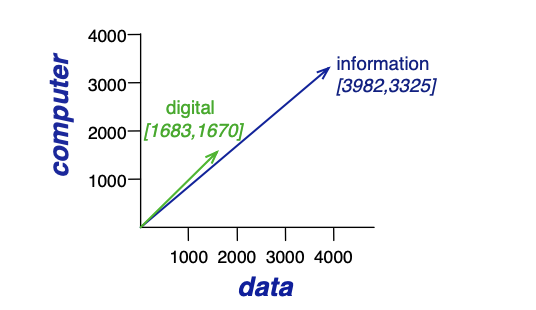 4000
3000
2000
1000
computer
digital
[1683,1670]
information
[3982,3325]
1000 2000 3000 4000
data